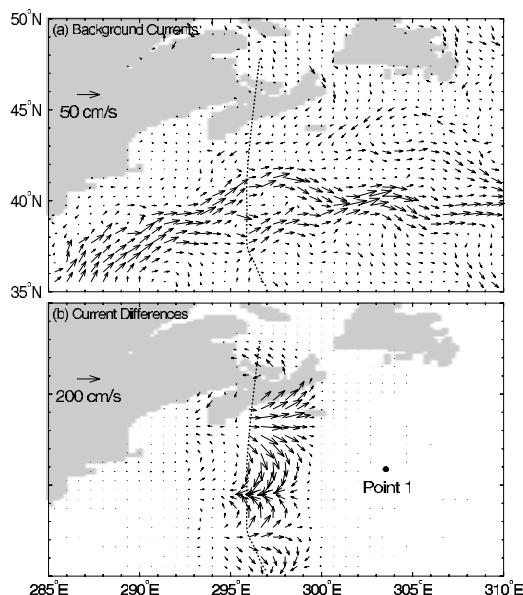 50°N
(a) Background Currents
50 cm/s
45°N
40°N
35°N
(b) Current Differences
200 cm/s
Point 1
285°E 290°E 295°E 300°E 305°E 310°E